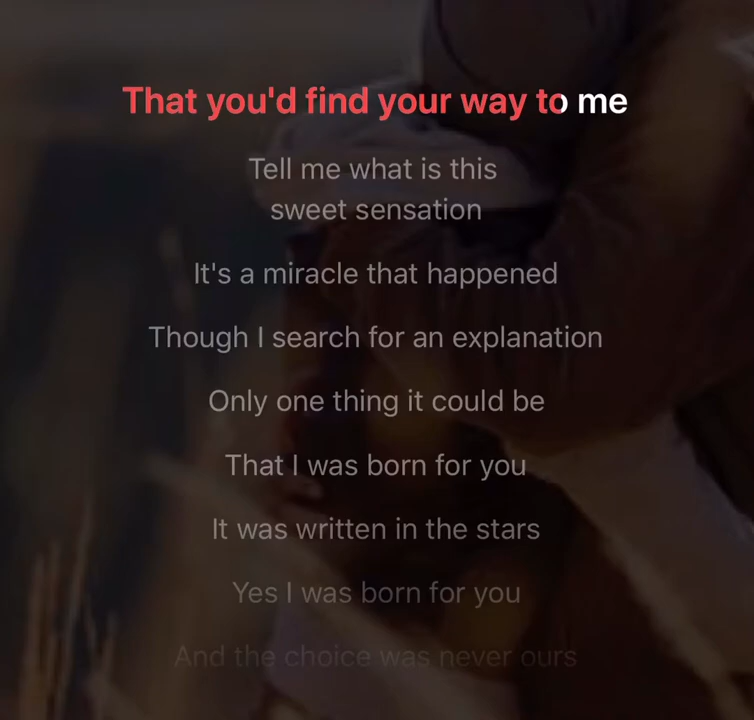 That you'd find your way to me
Tell me what is this
sweet sensation
It's a miracle that happened
Though I search for an explanation
Only one thing it could be
That I was born for you
It was written in the stars
Yes I was born for you
And the choice was never ours